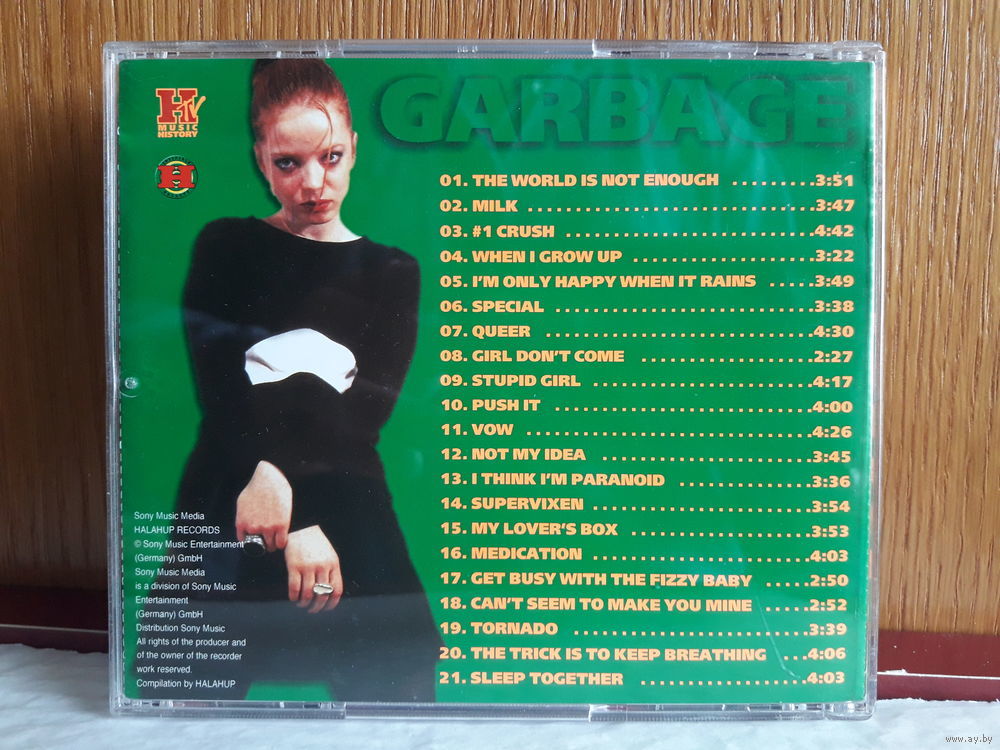 GARBAGE
HTV
MUSIC
HISTORY
H
01. THE WORLD IS NOT ENOUGH .........3:51
02. MILK ................................3:47
03. #1 CRUSH ...........................4:42
04. WHEN I GROW UP ....................3:22
05. I'M ONLY HAPPY WHEN IT RAINS .....3:49
06. SPECIAL .............................3:38
07. QUEER ..............................4:30
08. GIRL DON'T COME ...................2:27
09. STUPID GIRL ........................4:17
10. PUSH IT .............................4:00
11. VOW ................................4:26
12. NOT MY IDEA .......................3:45
13. I THINK I'M PARANOID ..............3:36
14. SUPERVIXEN ........................3:54
15. MY LOVER'S BOX ....................3:53
16. MEDICATION ........................4:03
17. GET BUSY WITH THE FIZZY BABY .....2:50
18. CAN'T SEEM TO MAKE YOU MINE .....2:52
19. TORNADO ..........................3:39
20. THE TRICK IS TO KEEP BREATHING ...4:06
21. SLEEP TOGETHER ...................4:03
Sony Music Media
HALAHUP RECORDS
© Sony Music Entertainment
(Germany) GmbH
Sony Music Media
is a division of Sony Music
Entertainment
(Germany) GmbH
Distribution Sony Music
All rights of the producer and
of the owner of the recorder
work reserved.
Compilation by HALAHUP
www.ay.by